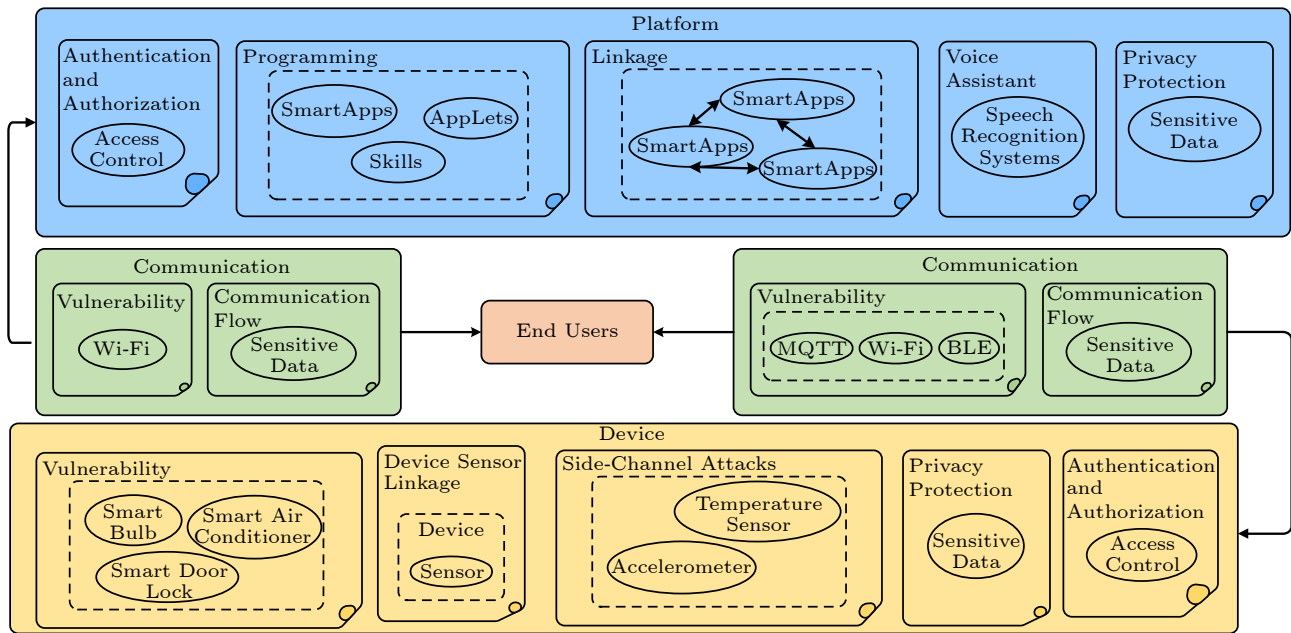 Platform
Authentication
and
Authorization
Access
Control
Programming
SmartApps
AppLets
Skills
Linkage
SmartApps
SmartApps
SmartApps
Voice
Assistant
Speech
Recognition
Systems
Privacy
Protection
Sensitive
Data
Communication
Vulnerability
Wi-Fi
Communication
Flow
Sensitive
Data
End Users
Communication
Vulnerability
MQTT
Wi-Fi
BLE
Communication
Flow
Sensitive
Data
Device
Vulnerability
Smart
Bulb
Smart Air
Conditioner
Smart Door
Lock
Device Sensor
Linkage
Device
Sensor
Side-Channel Attacks
Temperature
Sensor
Accelerometer
Privacy
Protection
Sensitive
Data
Authentication
and
Authorization
Access
Control